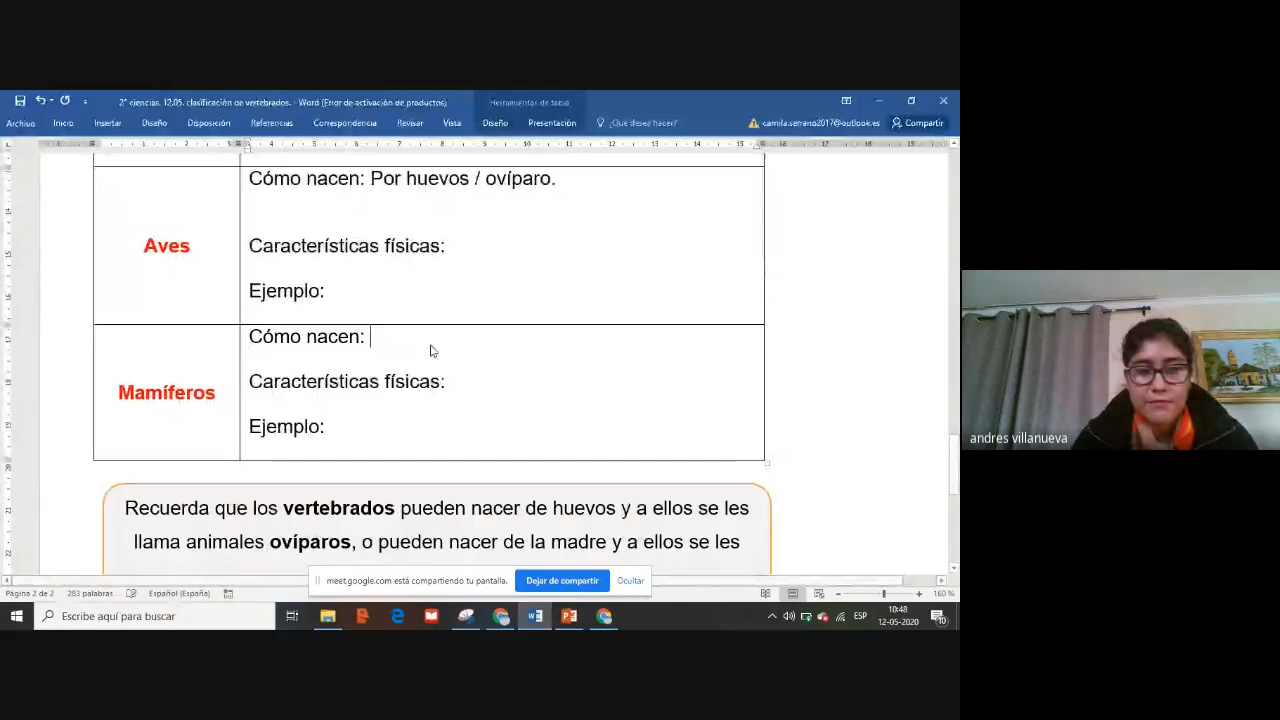 2° ciencias. 12.05. clasificación de vertebrados. - Word (Error de activación de productos)
Herramientas de tabla
Archivo Inicio Insertar Diseño Disposición Referencias Correspondencia Revisar Vista Diseño Presentación ¿Qué desea hacer? camila.serrano2017@outlook.es Compartir
Cómo nacen: Por huevos / ovíparo.
Aves
Características físicas:
Ejemplo:
Cómo nacen:
Mamíferos
Características físicas:
Ejemplo:
Recuerda que los vertebrados pueden nacer de huevos y a ellos se les
llama animales ovíparos, o pueden nacer de la madre y a ellos se les
andres villanueva
meet.google.com está compartiendo tu pantalla. Dejar de compartir Ocultar
Página 2 de 2 283 palabras Español (España) 160 %
Escribe aquí para buscar
ESP
10:48
12-05-2020